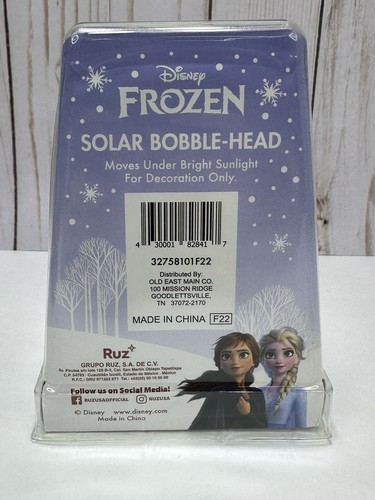 Disney
FROZEN
SOLAR BOBBLE-HEAD
Moves Under Bright Sunlight
For Decoration Only.
4 30001 82841 7
32758101F22
Distributed By:
OLD EAST MAIN CO.
100 MISSION RIDGE
GOODLETTSVILLE,
TN 37072-2170
MADE IN CHINA F22
Ruz
GRUPO RUZ, S.A. DE C.V.
Follow us on Social Media!
RUZUSAOFFICIAL RUZUSA
© Disney www.disney.com
Made in China